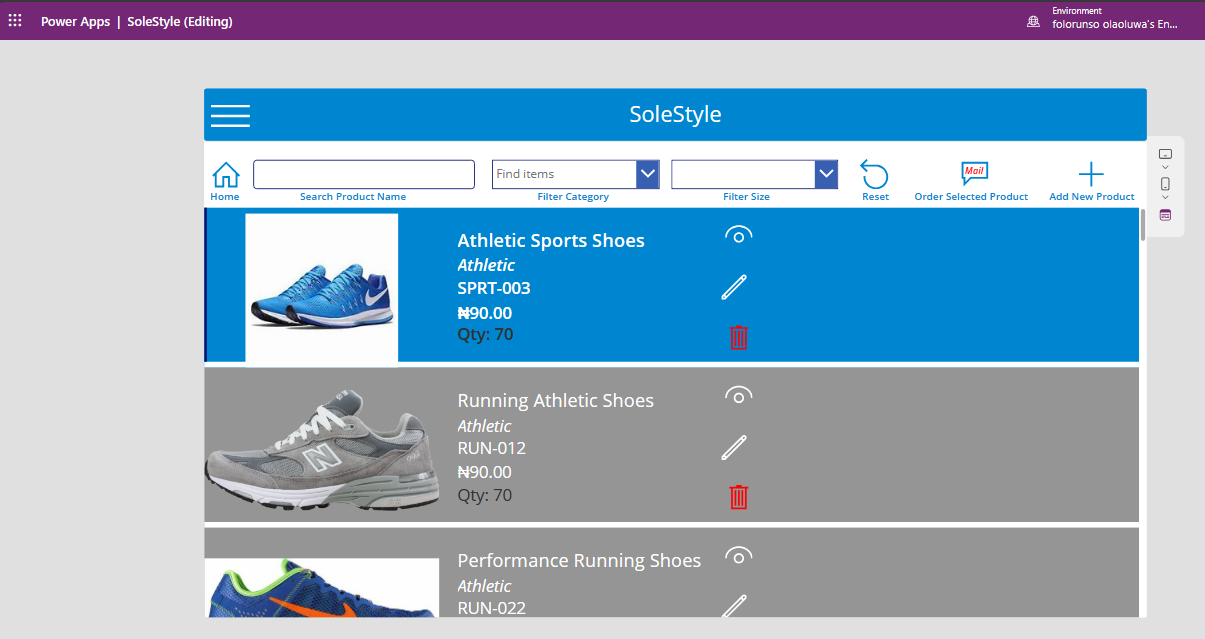 Power Apps | SoleStyle (Editing)
Environment
folorunso olaoluwa's En...
SoleStyle
Find items
Mail
Home
Search Product Name
Filter Category
Filter Size
Reset
Order Selected Product
Add New Product
Athletic Sports Shoes
Athletic
SPRT-003
₦90.00
Qty: 70
Running Athletic Shoes
Athletic
RUN-012
₦90.00
Qty: 70
N
Performance Running Shoes
Athletic
RUN-022